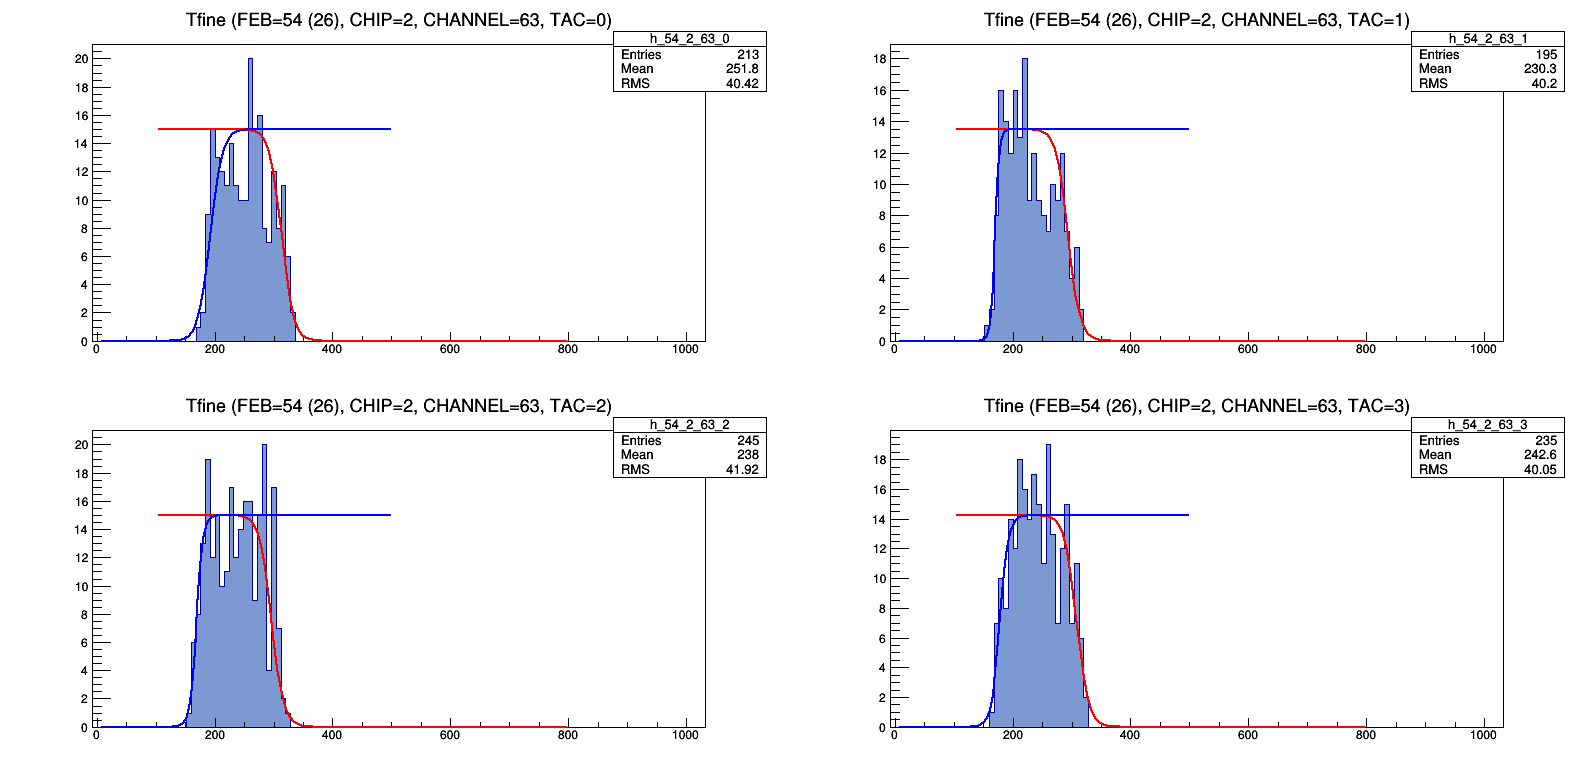 Tfine (FEB=54 (26), CHIP=2, CHANNEL=63, TAC=0)
h_54_2_63_0
Entries 213
Mean 251.8
RMS 40.42
20
18
16
14
12
10
8
6
4
2
0
0 200 400 600 800 1000
Tfine (FEB=54 (26), CHIP=2, CHANNEL=63, TAC=1)
h_54_2_63_1
Entries 195
Mean 230.3
RMS 40.2
18
16
14
12
10
8
6
4
2
0
0 200 400 600 800 1000
Tfine (FEB=54 (26), CHIP=2, CHANNEL=63, TAC=2)
h_54_2_63_2
Entries 245
Mean 238
RMS 41.92
20
18
16
14
12
10
8
6
4
2
0
0 200 400 600 800 1000
Tfine (FEB=54 (26), CHIP=2, CHANNEL=63, TAC=3)
h_54_2_63_3
Entries 235
Mean 242.6
RMS 40.05
18
16
14
12
10
8
6
4
2
0
0 200 400 600 800 1000